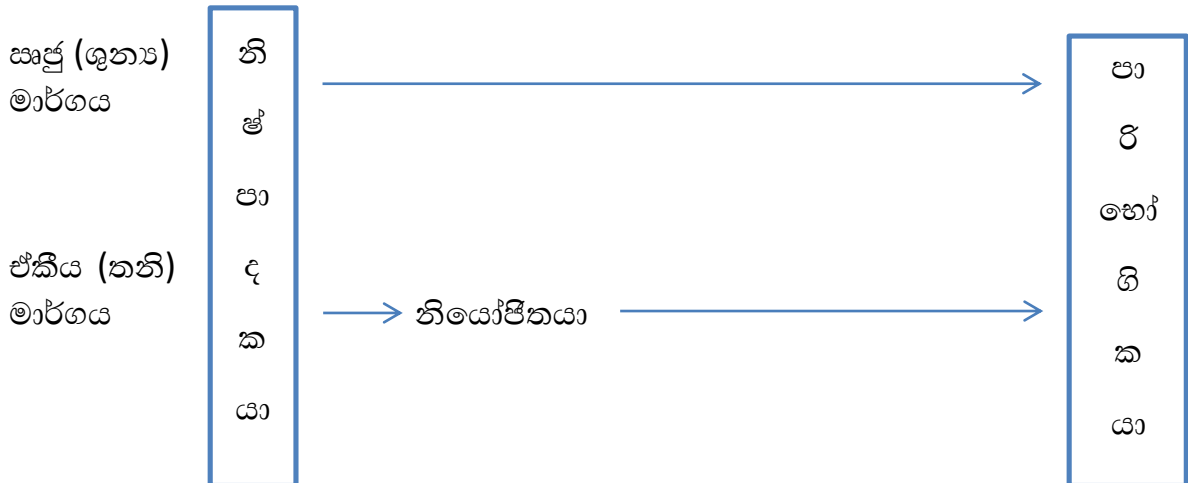 ඍජු (ශුන්‍ය)
මාර්ගය
ඒකීය (තනි)
මාර්ගය
නි
ෂ්
පා
ද
ක
යා
නියෝජිතයා
පා
රි
භෝ
ගි
ක
යා